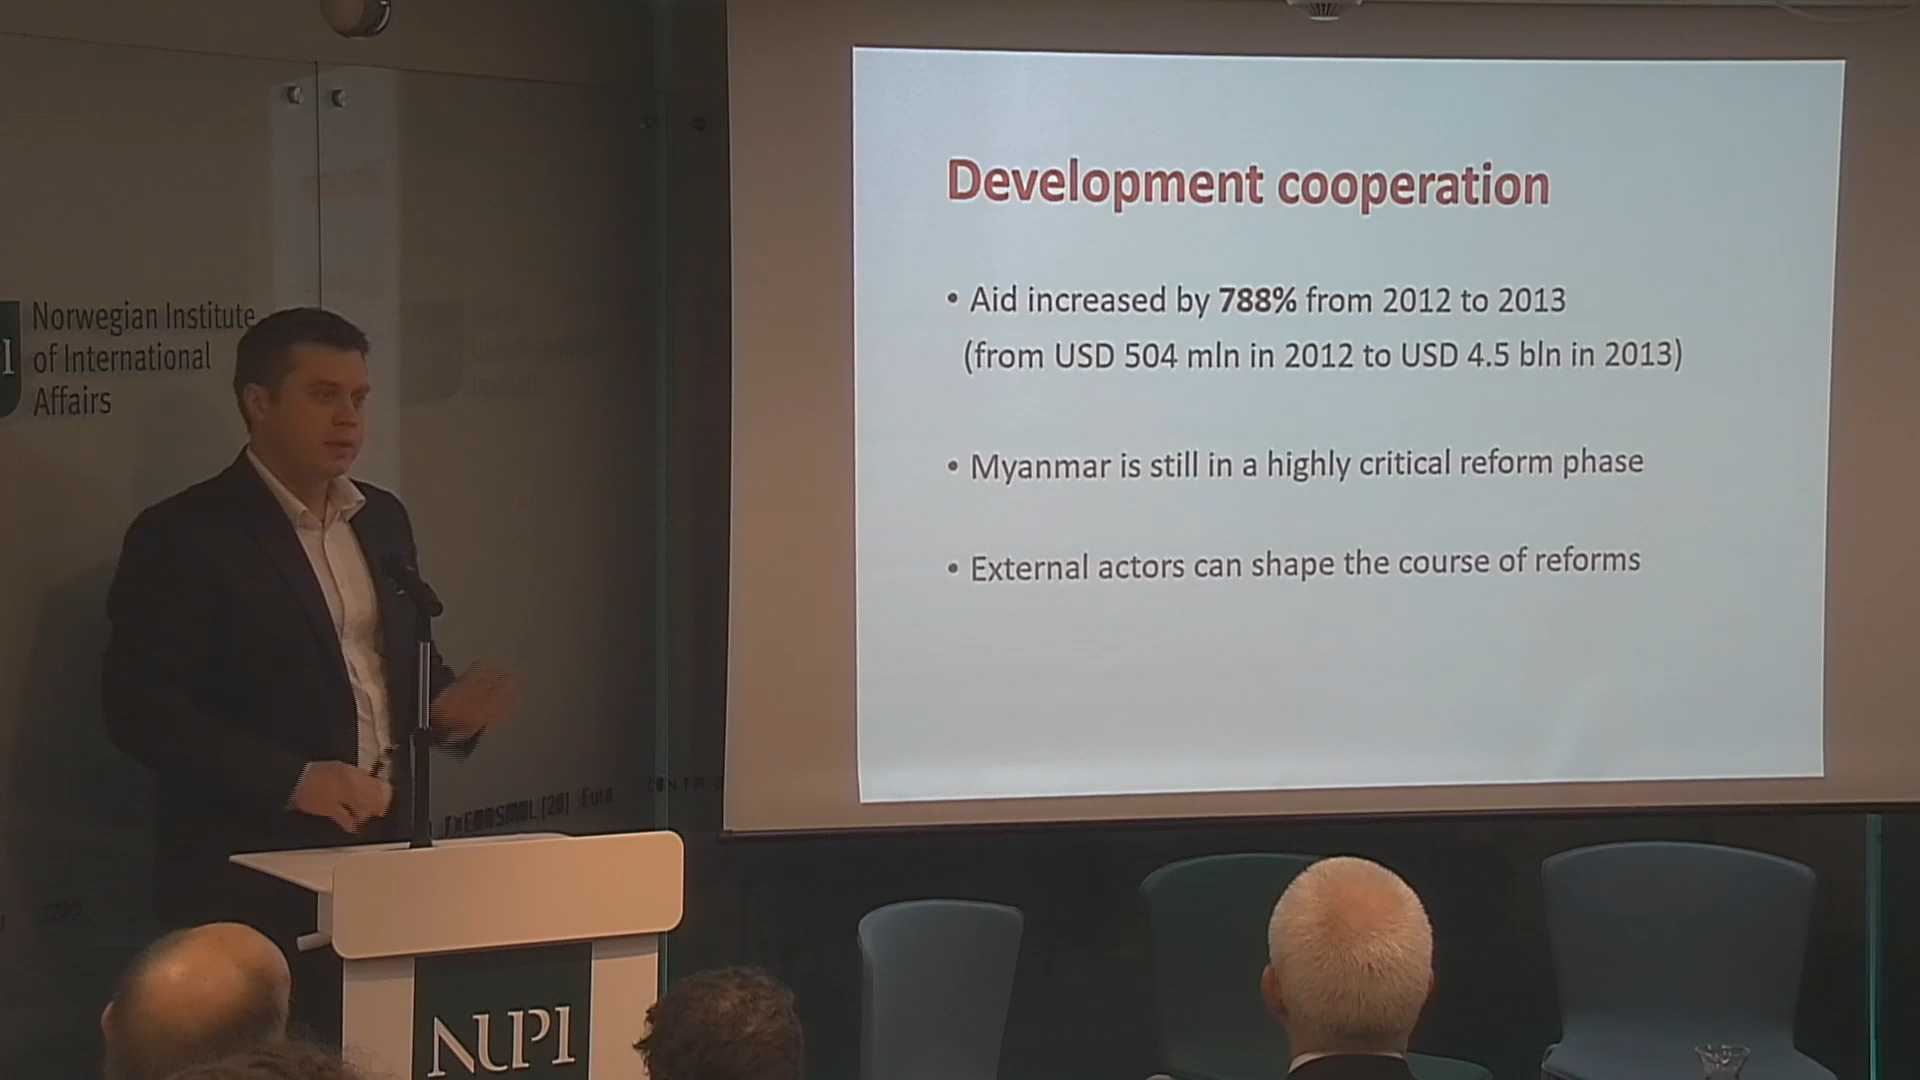 Norwegian Institute
of International
Affairs
Development cooperation
• Aid increased by 788% from 2012 to 2013
(from USD 504 mln in 2012 to USD 4.5 bln in 2013)
• Myanmar is still in a highly critical reform phase
• External actors can shape the course of reforms
[20] Euro
NUPI